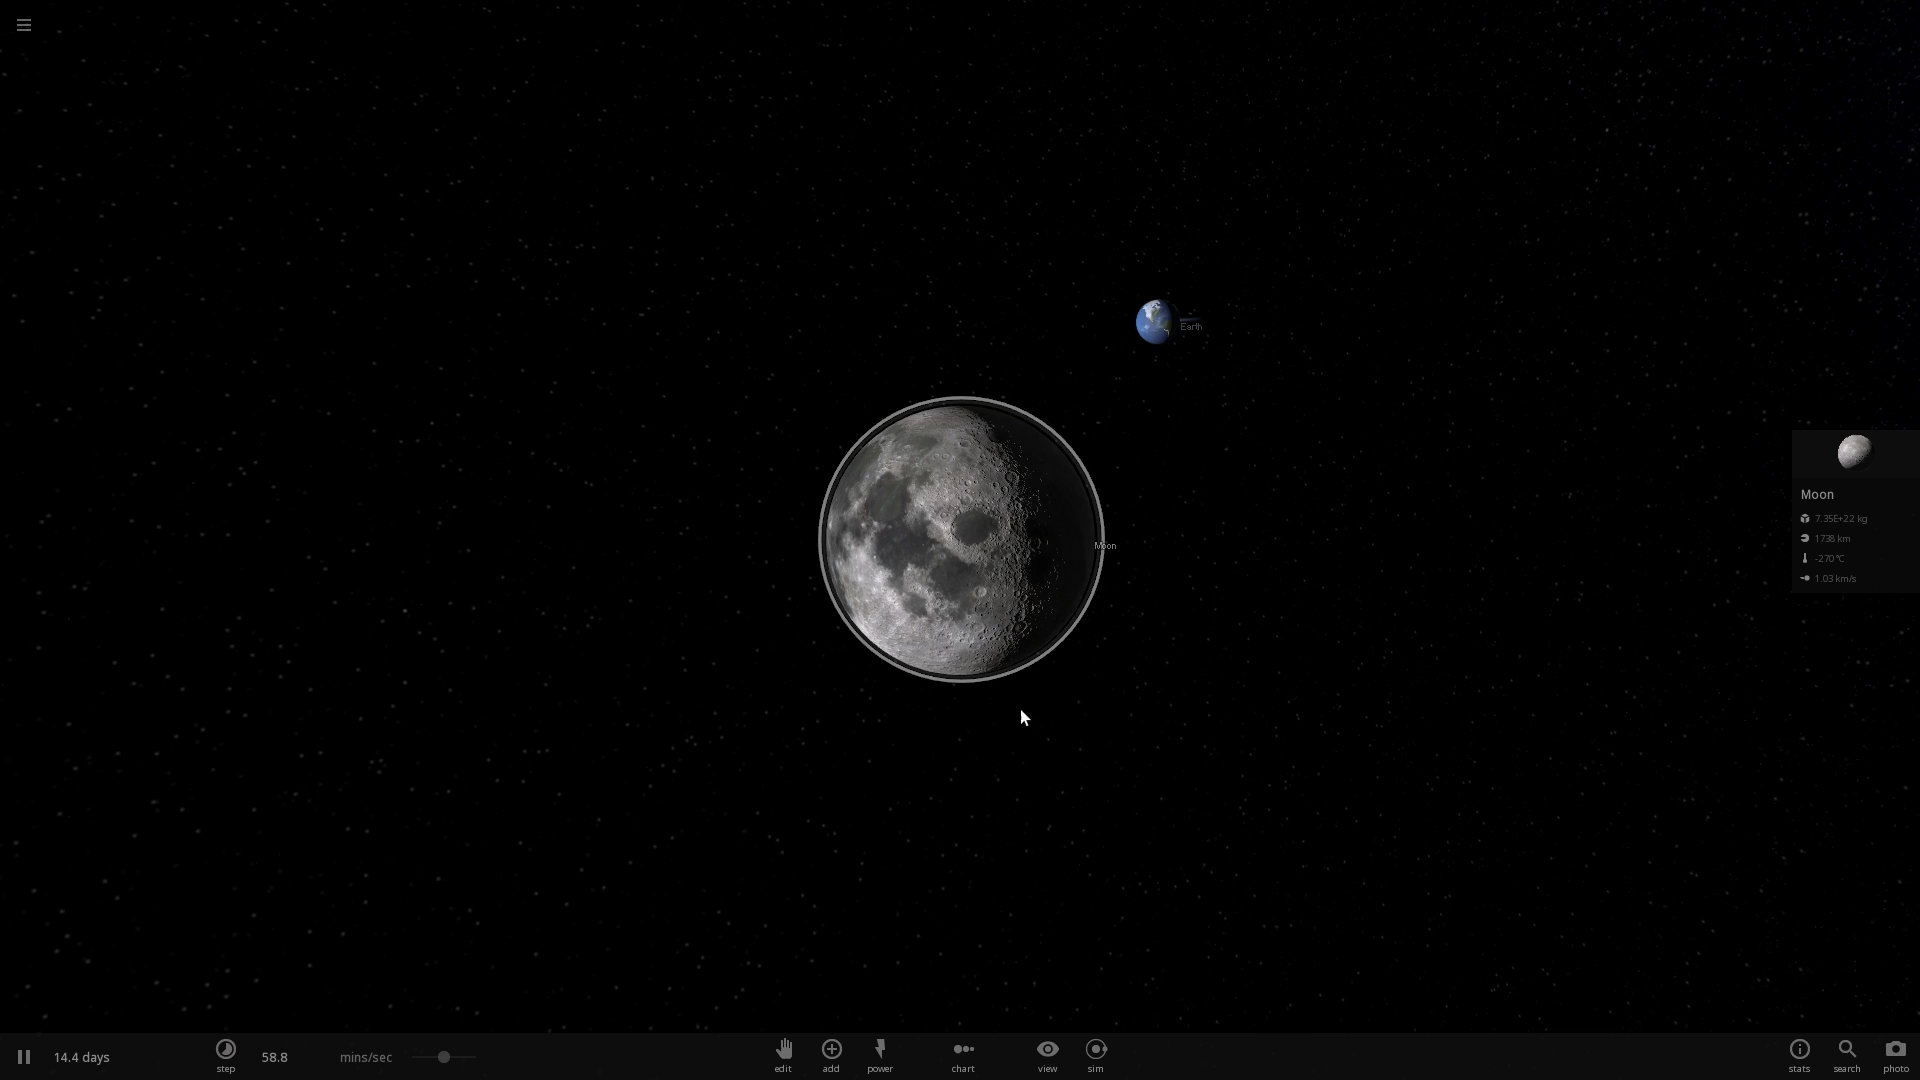 Earth
Moon
Moon
7.35E+22 kg
1738 km
-270 °C
1.03 km/s
14.4 days
step
58.8
mins/sec
edit
add
power
chart
view
sim
stats
search
photo